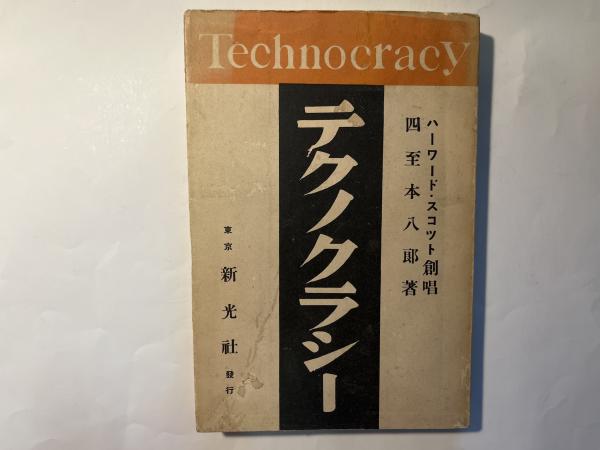 Technocracy
ハーワード・スコツト創唱
四至本八郎著
テクノクラシー
東京 新光社 發行